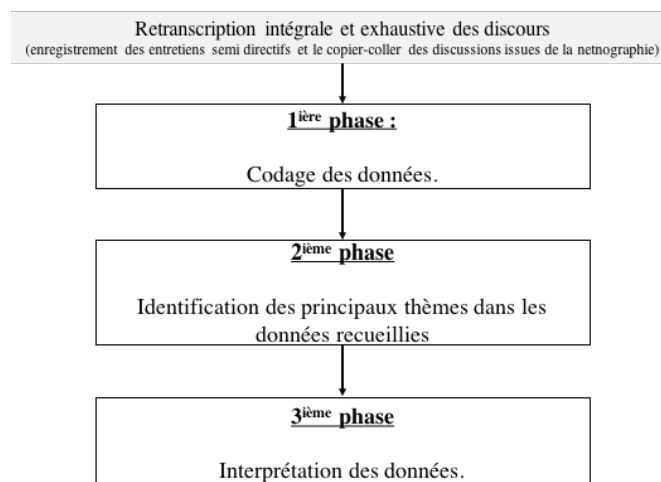 Retranscription intégrale et exhaustive des discours
(enregistrement des entretiens semi directifs et le copier-coller des discussions issues de la netnographie)
1ière phase :
Codage des données.
2ième phase
Identification des principaux thèmes dans les
données recueillies
3ième phase
Interprétation des données.